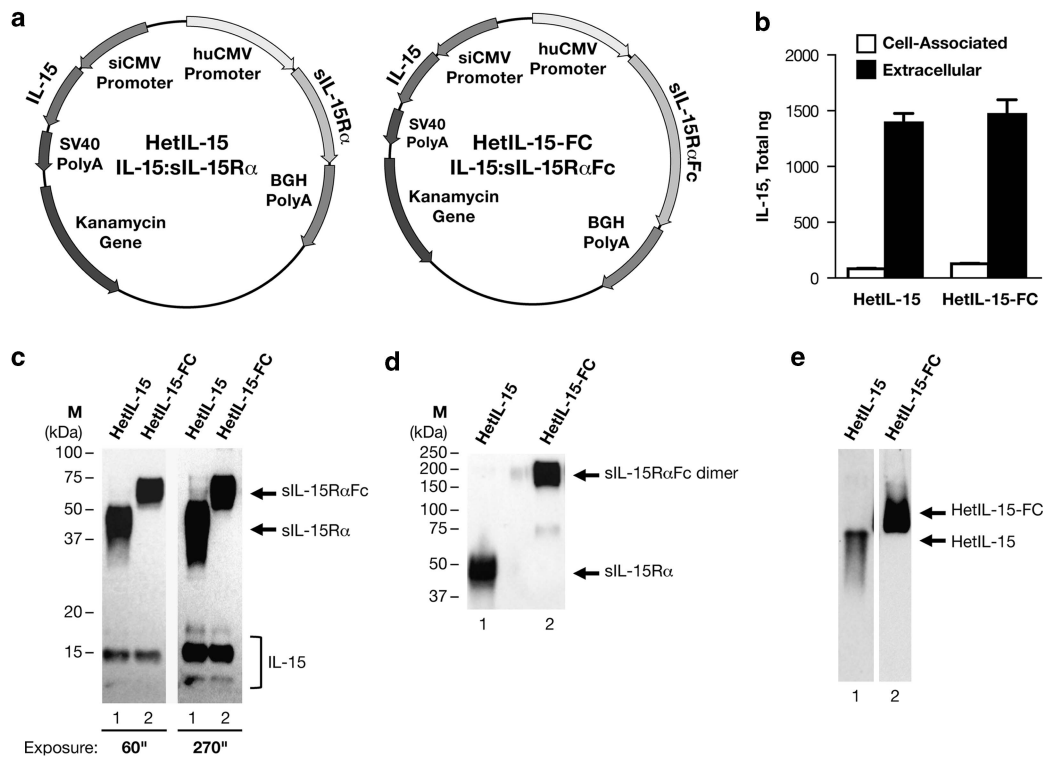 a
IL-15
siCMV
Promoter
huCMV
Promoter
sIL-15Rα
SV40
PolyA
HetIL-15
IL-15:sIL-15Rα
BGH
PolyA
Kanamycin
Gene
IL-15
siCMV
Promoter
huCMV
Promoter
sIL-15RαFc
SV40
PolyA
HetIL-15-FC
IL-15:sIL-15RαFc
Kanamycin
Gene
BGH
PolyA
b
Cell-Associated
Extracellular
IL-15, Total ng
2000
1500
1000
500
0
HetIL-15
HetIL-15-FC
c
M
(kDa)
HetIL-15
HetIL-15-FC
HetIL-15
HetIL-15-FC
100
75
50
37
20
15
sIL-15RαFc
sIL-15Rα
IL-15
1 2 1 2
Exposure: 60" 270"
d
M
(kDa)
HetIL-15
HetIL-15-FC
250
200
150
100
75
50
37
sIL-15RαFc dimer
sIL-15Rα
1 2
e
HetIL-15
HetIL-15-FC
HetIL-15-FC
HetIL-15
1 2